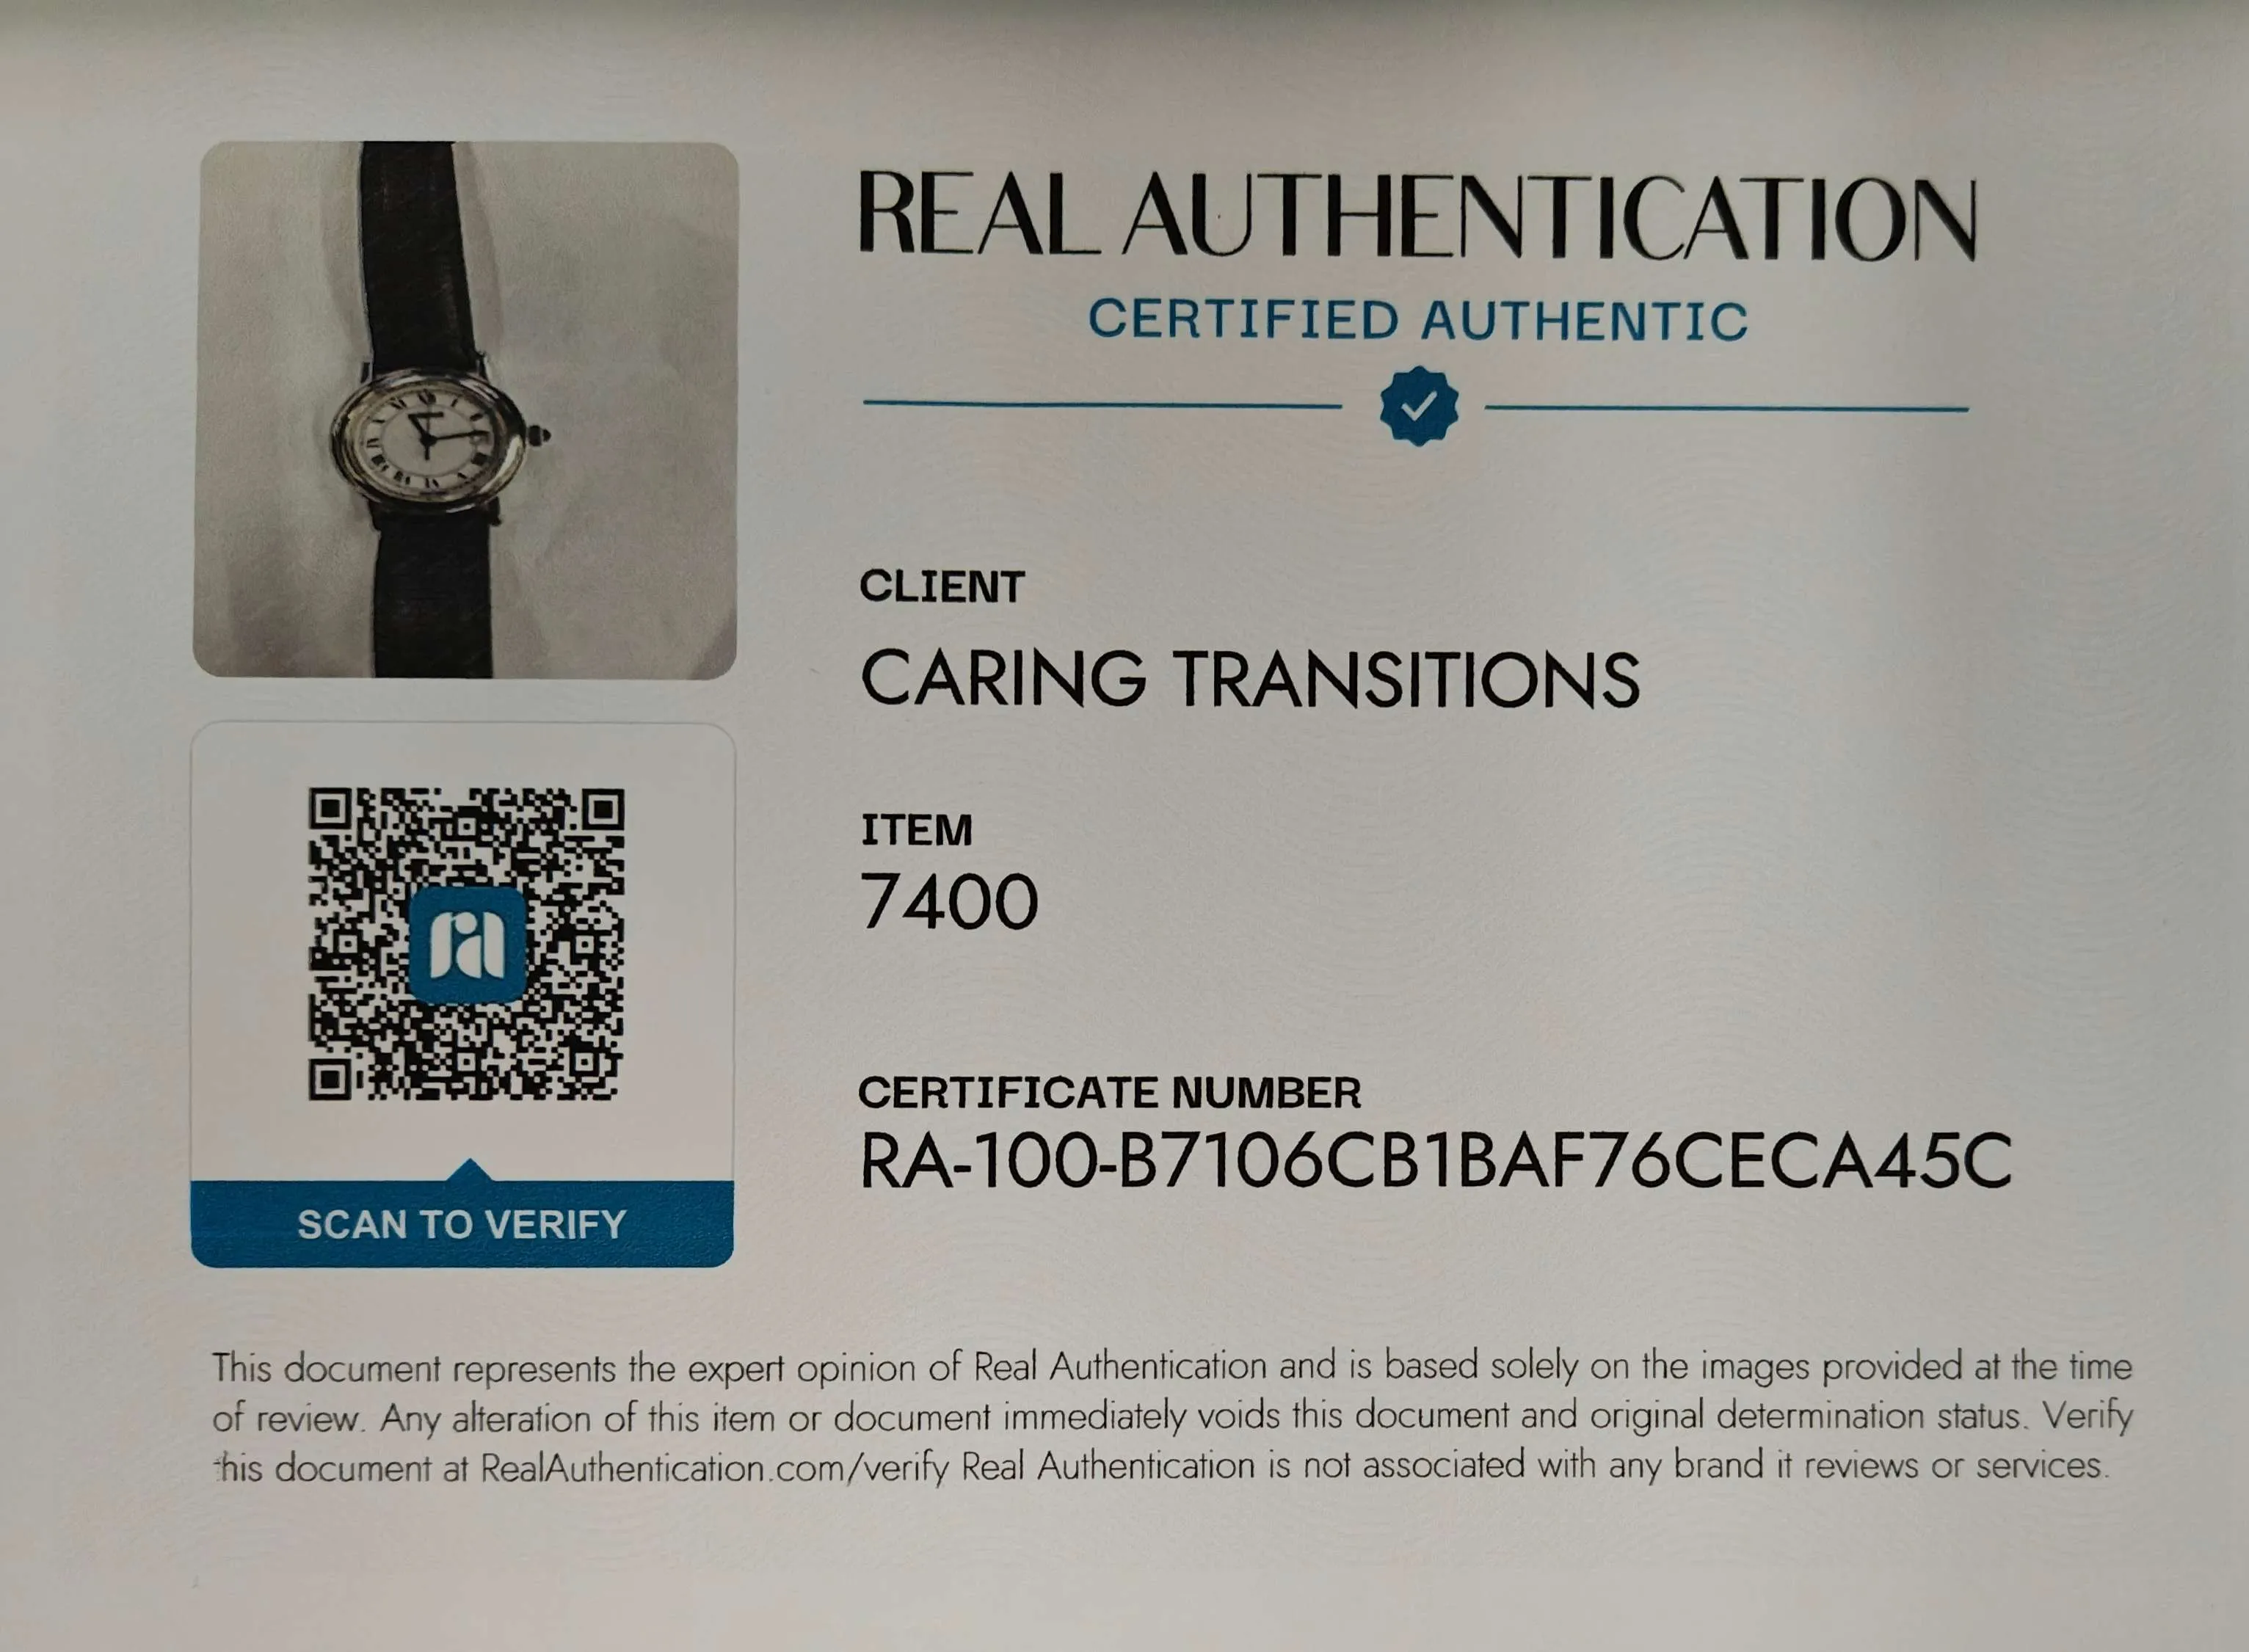 REAL AUTHENTICATION
CERTIFIED AUTHENTIC
CLIENT
CARING TRANSITIONS
ITEM
7400
CERTIFICATE NUMBER
RA-100-B7106CB1BAF76CECA45C
ra
SCAN TO VERIFY
This document represents the expert opinion of Real Authentication and is based solely on the images provided at the time
of review. Any alteration of this item or document immediately voids this document and original determination status. Verify
this document at RealAuthentication.com/verify Real Authentication is not associated with any brand it reviews or services.